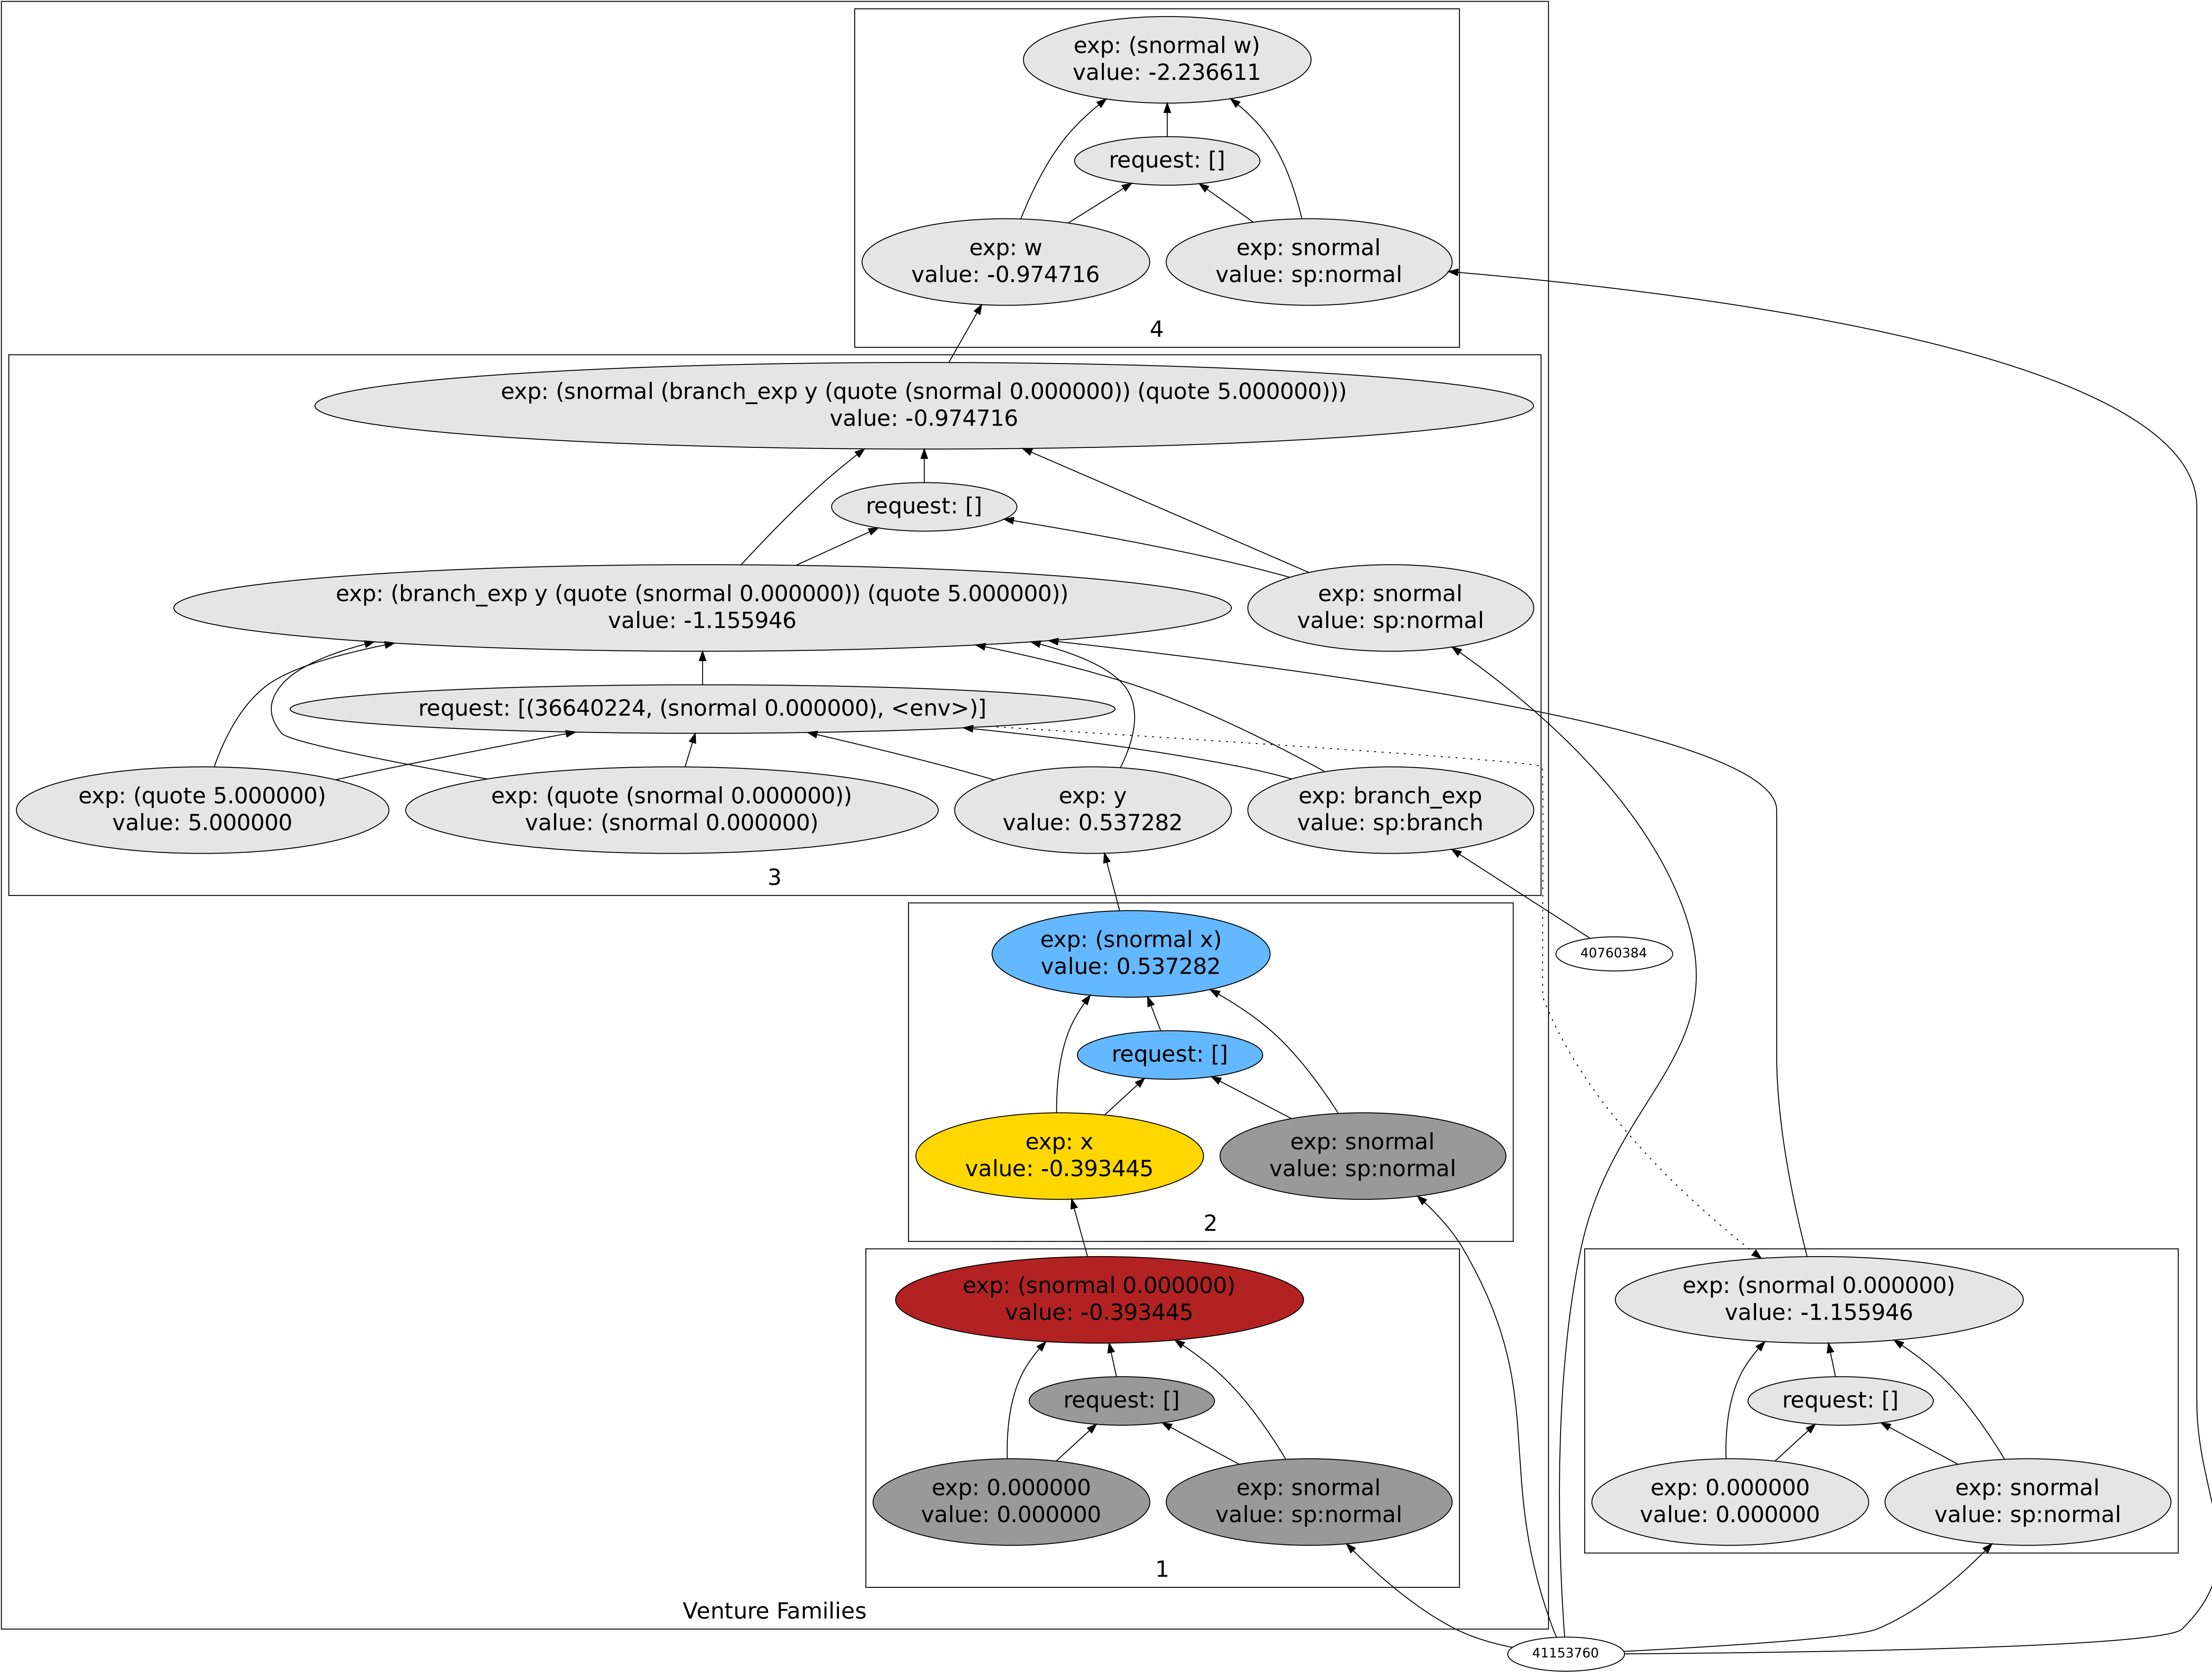 exp: (snormal w)
value: -2.236611
request: []
exp: w
value: -0.974716
exp: snormal
value: sp:normal
4
exp: (snormal (branch_exp y (quote (snormal 0.000000)) (quote 5.000000)))
value: -0.974716
request: []
exp: (branch_exp y (quote (snormal 0.000000)) (quote 5.000000))
value: -1.155946
exp: snormal
value: sp:normal
request: [(36640224, (snormal 0.000000), <env>)]
exp: (quote 5.000000)
value: 5.000000
exp: (quote (snormal 0.000000))
value: (snormal 0.000000)
exp: y
value: 0.537282
exp: branch_exp
value: sp:branch
3
exp: (snormal x)
value: 0.537282
40760384
request: []
exp: x
value: -0.393445
exp: snormal
value: sp:normal
2
exp: (snormal 0.000000)
value: -0.393445
request: []
exp: 0.000000
value: 0.000000
exp: snormal
value: sp:normal
1
exp: (snormal 0.000000)
value: -1.155946
request: []
exp: 0.000000
value: 0.000000
exp: snormal
value: sp:normal
Venture Families
41153760